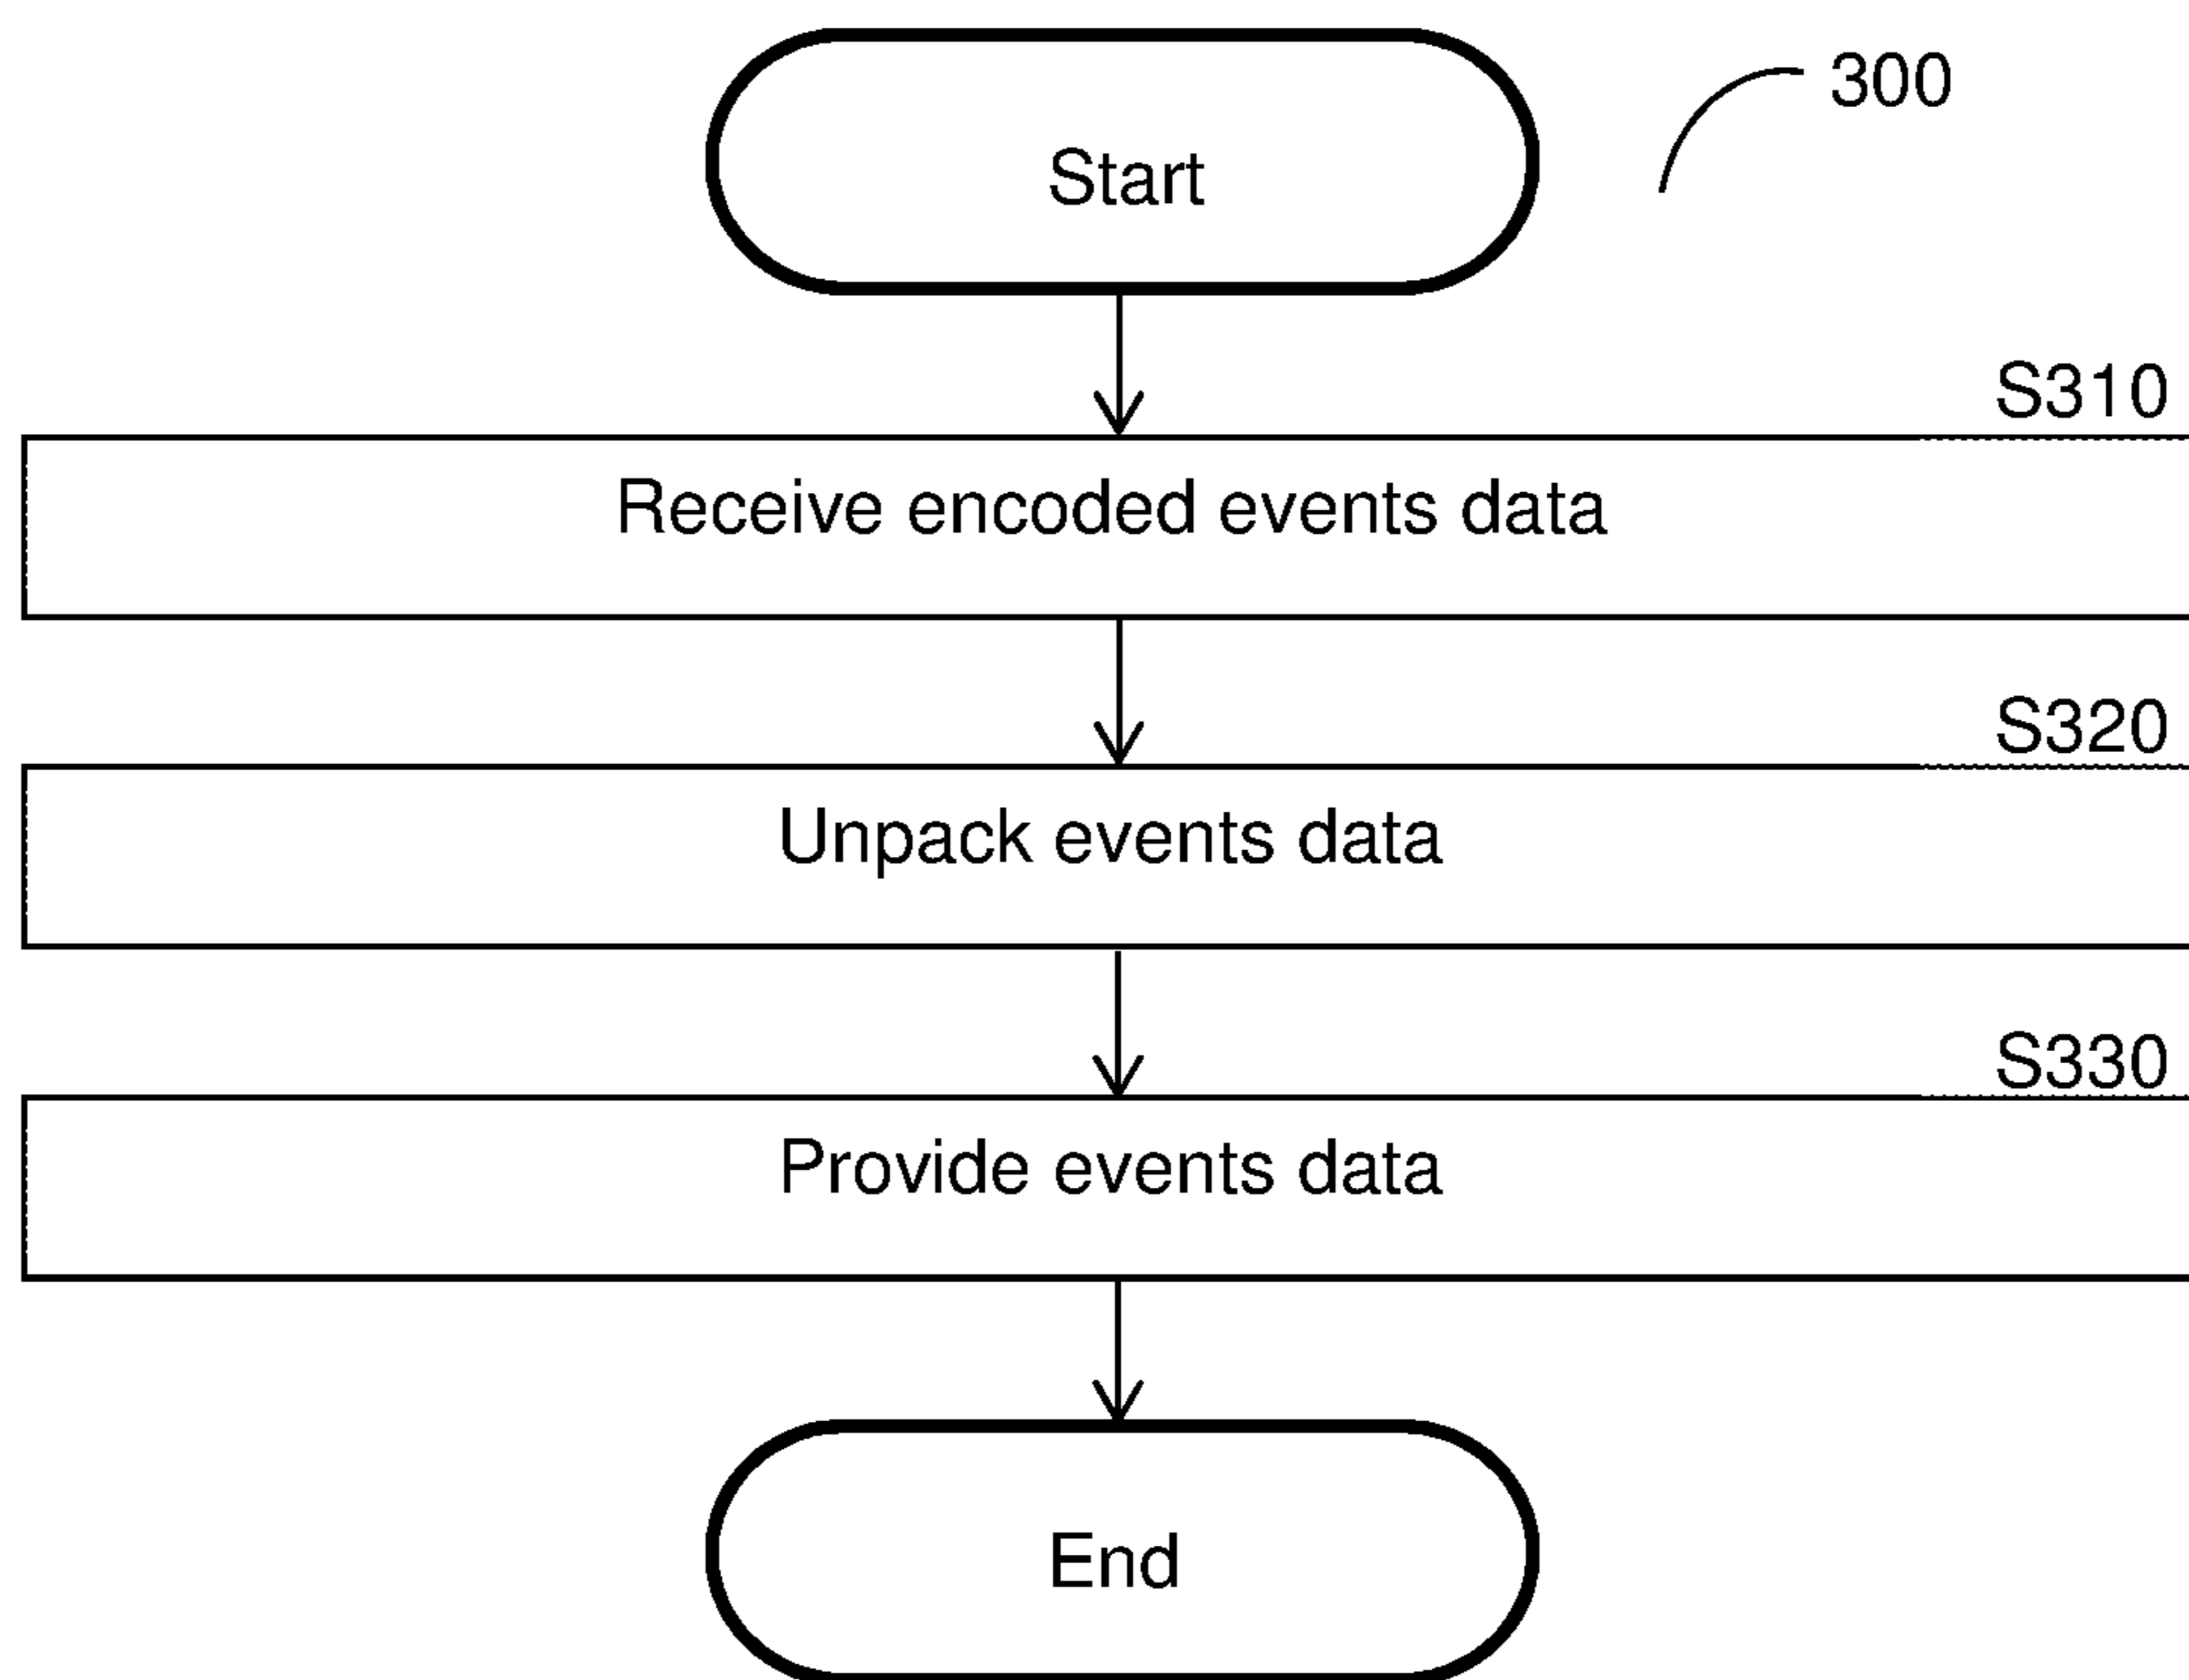 300
Start
S310
Receive encoded events data
S320
Unpack events data
S330
Provide events data
End